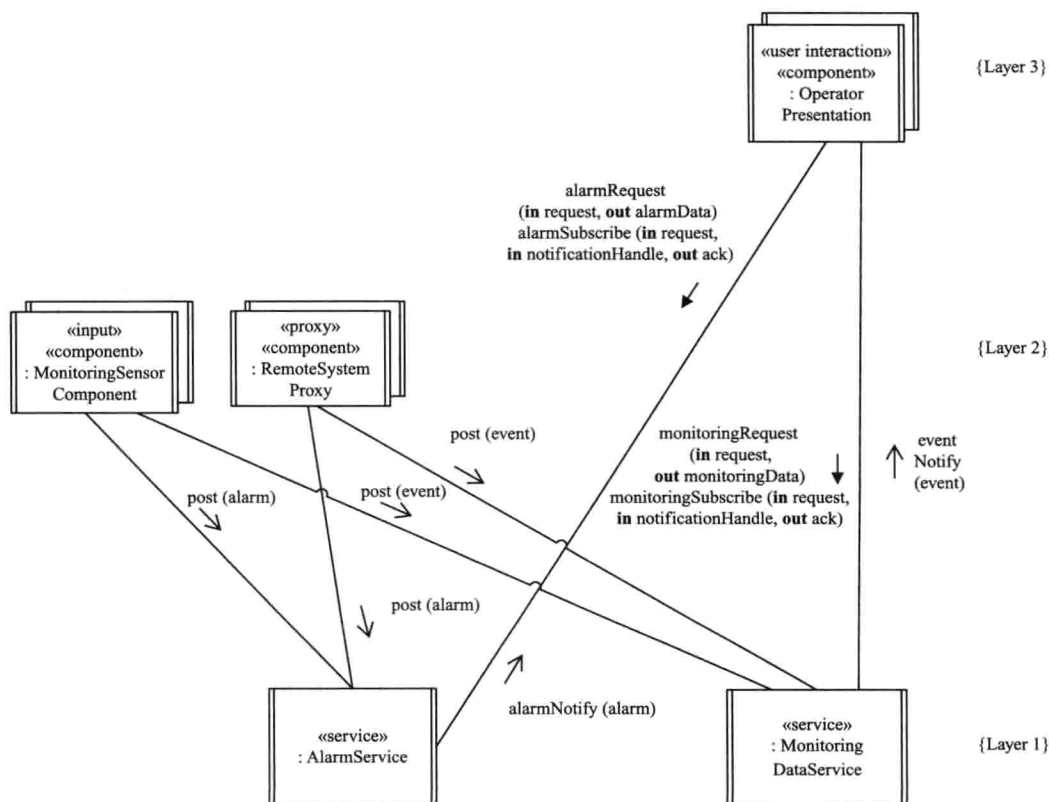 «user interaction»
«component»
: Operator
Presentation
{Layer 3}
alarmRequest
(in request, out alarmData)
alarmSubscribe (in request,
in notificationHandle, out ack)
«input»
«component»
: MonitoringSensor
Component
«proxy»
«component»
: RemoteSystem
Proxy
{Layer 2}
post (event)
monitoringRequest
(in request,
out monitoringData)
monitoringSubscribe (in request,
in notificationHandle, out ack)
event
Notify
(event)
post (alarm)
post (event)
post (alarm)
alarmNotify (alarm)
«service»
: AlarmService
«service»
: Monitoring
DataService
{Layer 1}